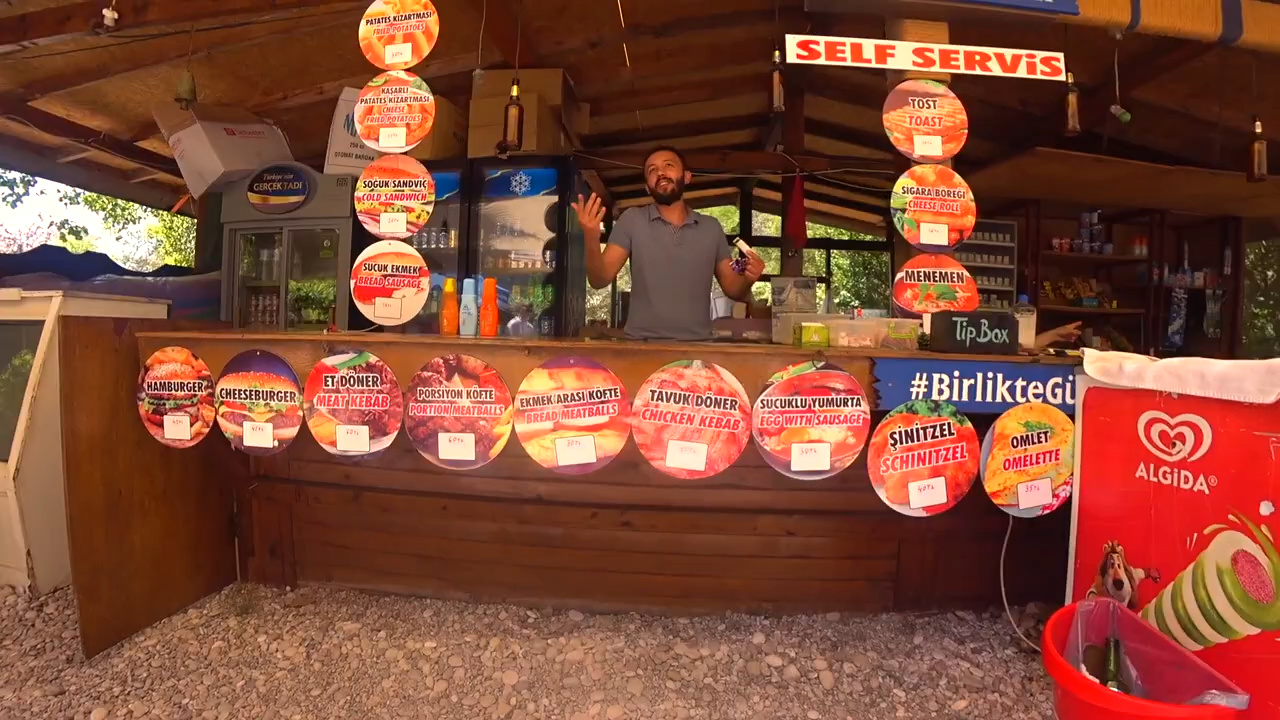 PATATES KIZARTMASI
FRIED POTATOES
KAŞARLI
PATATES KIZARTMASI
CHEESE
FRIED POTATOES
SOĞUK SANDVİÇ
COLD SANDWICH
SUCUK EKMEK
BREAD SAUSAGE
Türkiye'nin
GERÇEK TADI
SELF SERVİS
TOST
TOAST
SİGARA BÖREĞİ
CHEESE ROLL
MENEMEN
Tip Box
HAMBURGER
CHEESEBURGER
ET DÖNER
MEAT KEBAB
PORSİYON KÖFTE
PORTION MEATBALLS
60TL
EKMEK ARASI KÖFTE
BREAD MEATBALLS
TAVUK DÖNER
CHICKEN KEBAB
SUCUKLU YUMURTA
EGG WITH SAUSAGE
#BirlikteGü
ŞİNİTZEL
SCHINITZEL
40TL
OMLET
OMELETTE
35TL
ALGIDA®